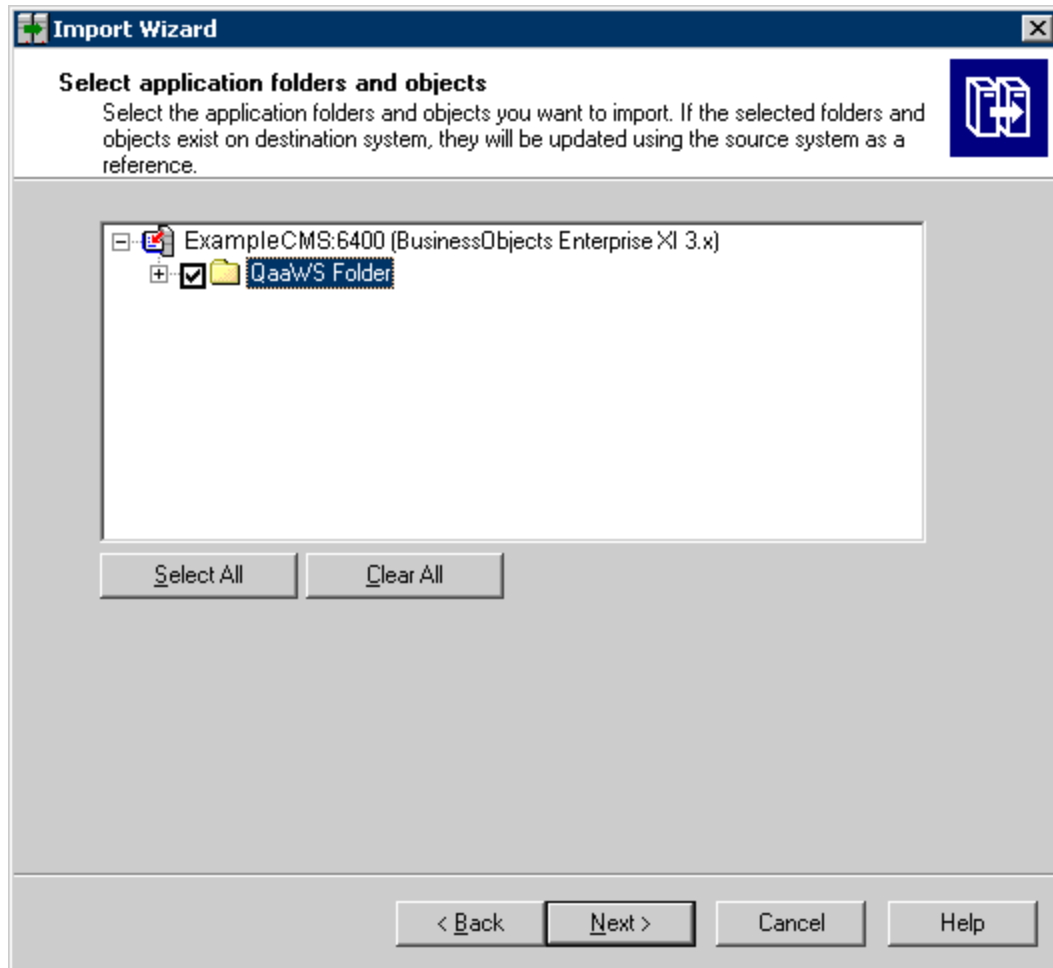 Import Wizard
Select application folders and objects
Select the application folders and objects you want to import. If the selected folders and
objects exist on destination system, they will be updated using the source system as a
reference.
ExampleCMS:6400 (BusinessObjects Enterprise XI 3.x)
QaaWS Folder
Select All Clear All
< Back Next > Cancel Help